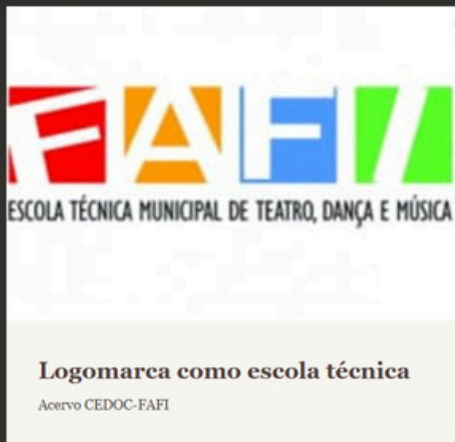 FAFI
ESCOLA TÉCNICA MUNICIPAL DE TEATRO, DANÇA E MÚSICA
Logomarca como escola técnica
Acervo CEDOC-FAFI